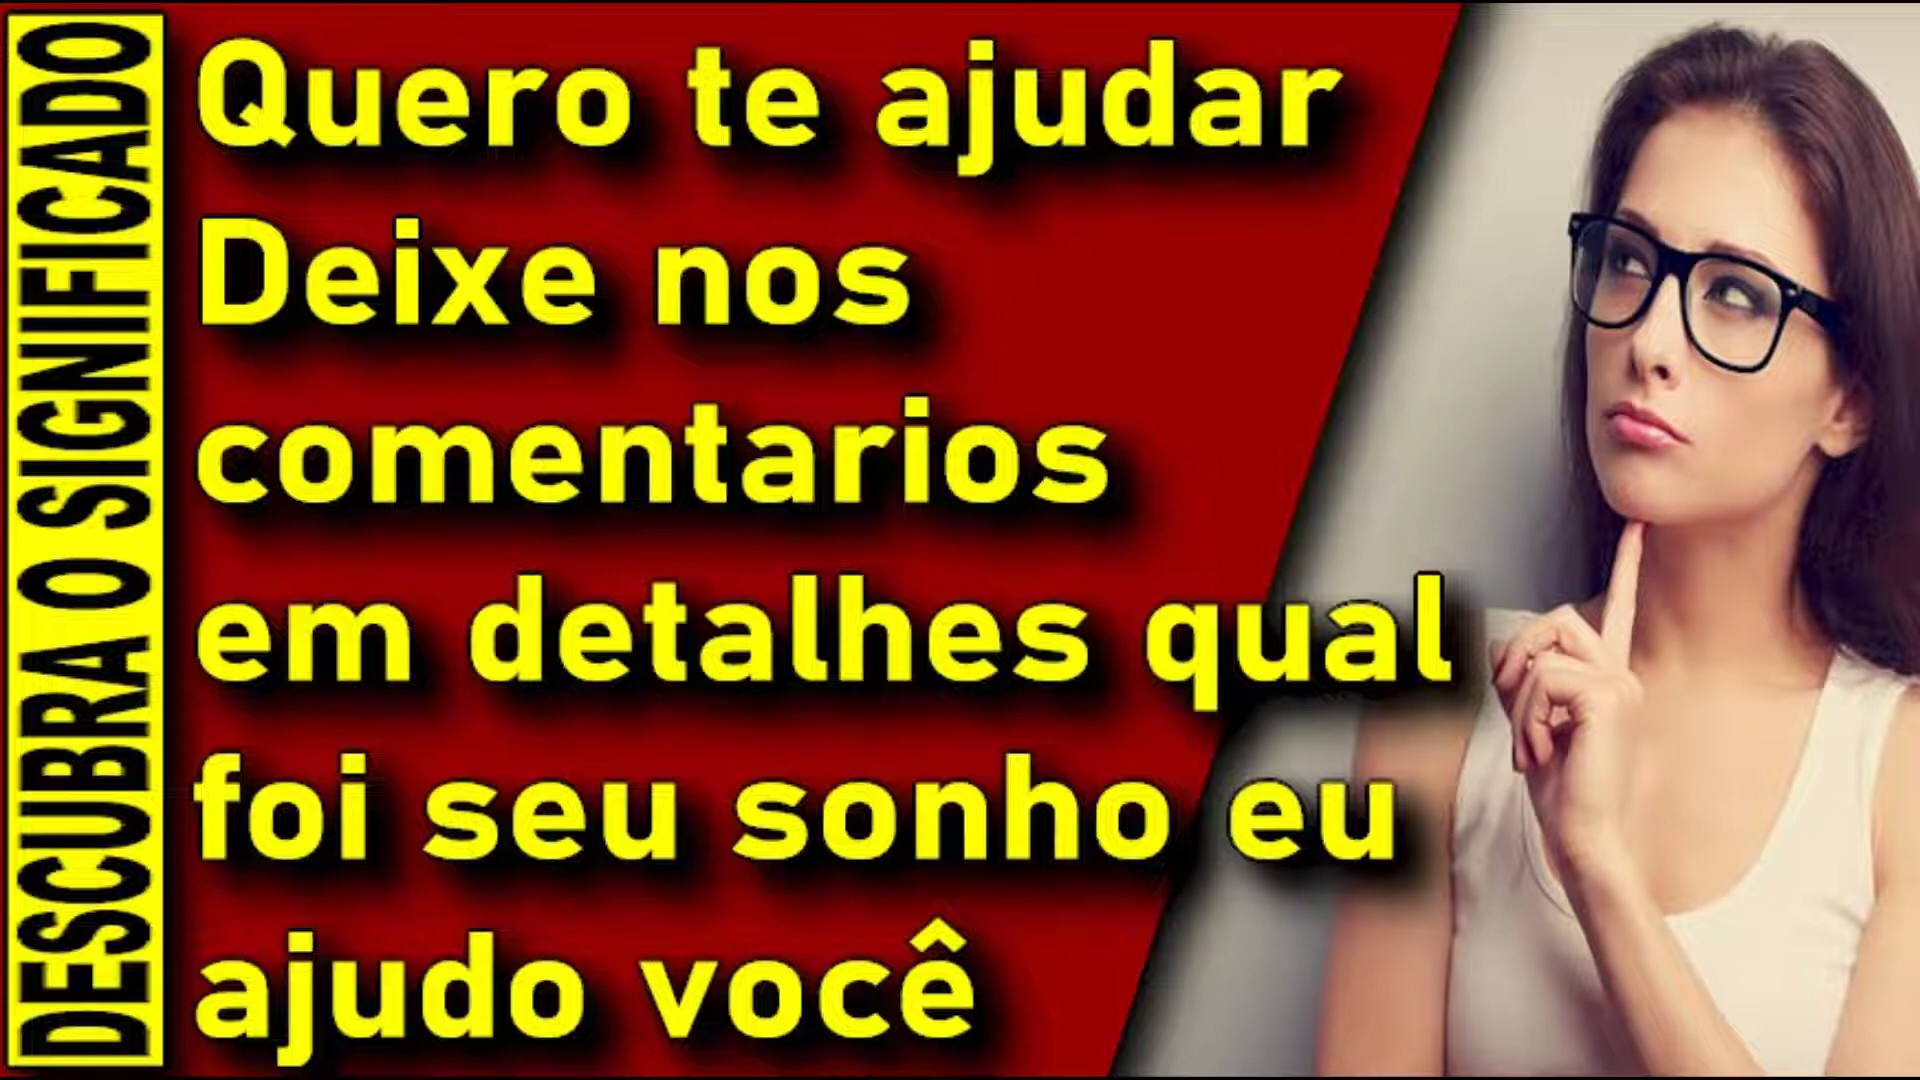 DESCUBRA O SIGNIFICADO
Quero te ajudar
Deixe nos
comentarios
em detalhes qual
foi seu sonho eu
ajudo você